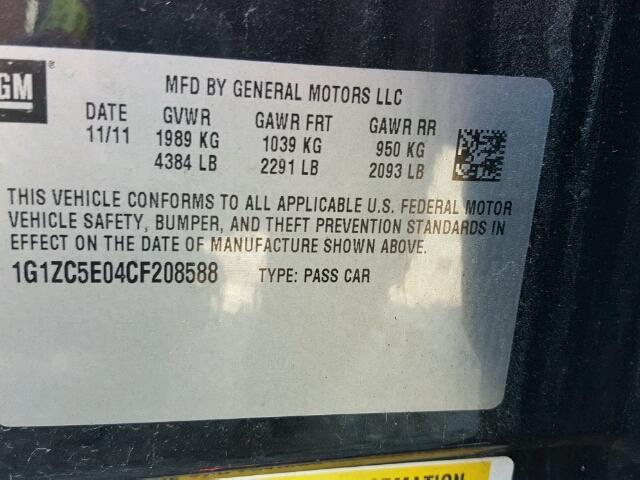 GM
MFD BY GENERAL MOTORS LLC
DATE GVWR GAWR FRT GAWR RR
11/11 1989 KG 1039 KG 950 KG
4384 LB 2291 LB 2093 LB
THIS VEHICLE CONFORMS TO ALL APPLICABLE U.S. FEDERAL MOTOR
VEHICLE SAFETY, BUMPER, AND THEFT PREVENTION STANDARDS IN
EFFECT ON THE DATE OF MANUFACTURE SHOWN ABOVE.
1G1ZC5E04CF208588 TYPE: PASS CAR